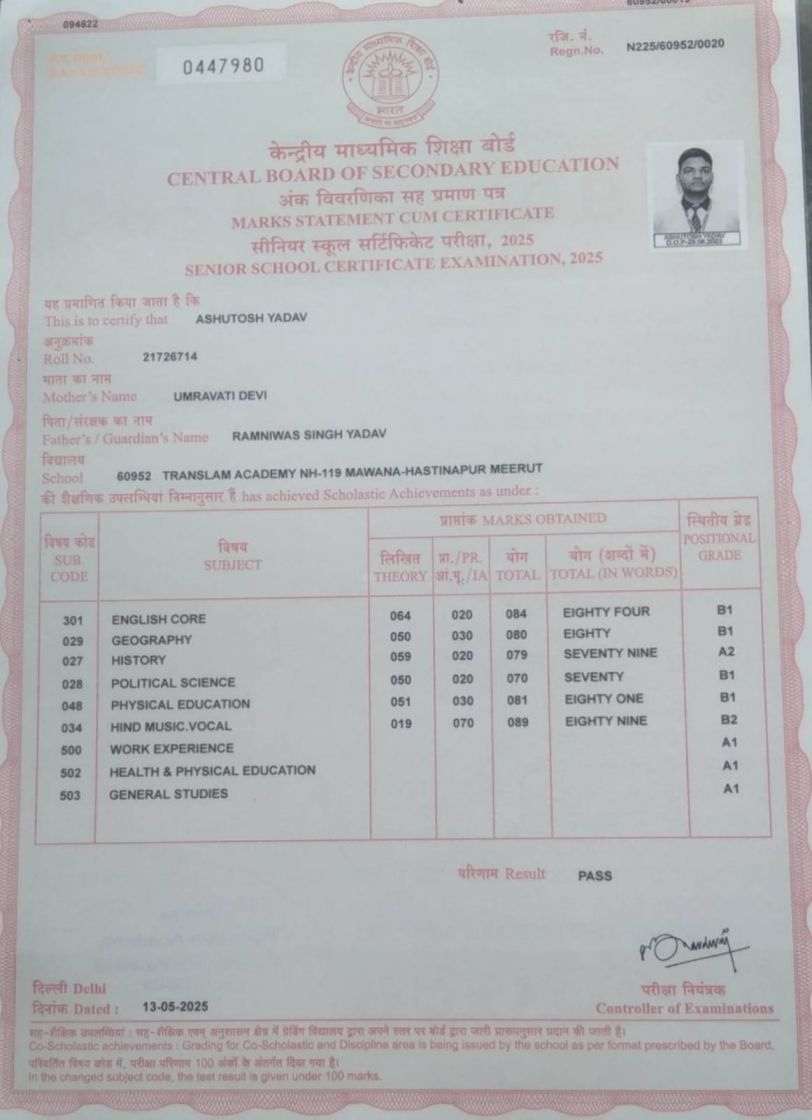 094822
0447980
रजि. नं.
Regn.No. N225/60952/0020
केन्द्रीय माध्यमिक शिक्षा बोर्ड
भारत
केन्द्रीय माध्यमिक शिक्षा बोर्ड
CENTRAL BOARD OF SECONDARY EDUCATION
अंक विवरणिका सह प्रमाण पत्र
MARKS STATEMENT CUM CERTIFICATE
सीनियर स्कूल सर्टिफिकेट परीक्षा, 2025
SENIOR SCHOOL CERTIFICATE EXAMINATION, 2025
ASHUTOSH YADAV
यह प्रमाणित किया जाता है कि
This is to certify that ASHUTOSH YADAV
अनुक्रमांक
Roll No. 21726714
माता का नाम
Mother's Name UMRAVATI DEVI
पिता/संरक्षक का नाम
Father's / Guardian's Name RAMNIWAS SINGH YADAV
विद्यालय
School 60952 TRANSLAM ACADEMY NH-119 MAWANA-HASTINAPUR MEERUT
की शैक्षणिक उपलब्धियां निम्नानुसार हैं has achieved Scholastic Achievements as under :
विषय कोड SUB. CODE
विषय SUBJECT
प्राप्तांक MARKS OBTAINED
लिखित THEORY
प्रा./PR. आं.मू./IA
योग TOTAL
योग (शब्दों में) TOTAL (IN WORDS)
स्थितीय ग्रेड POSITIONAL GRADE
301 ENGLISH CORE 064 020 084 EIGHTY FOUR B1
029 GEOGRAPHY 050 030 080 EIGHTY B1
027 HISTORY 059 020 079 SEVENTY NINE A2
028 POLITICAL SCIENCE 050 020 070 SEVENTY B1
048 PHYSICAL EDUCATION 051 030 081 EIGHTY ONE B1
034 HIND MUSIC.VOCAL 019 070 089 EIGHTY NINE B2
500 WORK EXPERIENCE A1
502 HEALTH & PHYSICAL EDUCATION A1
503 GENERAL STUDIES A1
परिणाम Result PASS
दिल्ली Delhi
दिनांक Dated : 13-05-2025
परीक्षा नियंत्रक
Controller of Examinations
सह-शैक्षिक उपलब्धियां : सह-शैक्षिक एवम् अनुशासन क्षेत्र में ग्रेडिंग विद्यालय द्वारा अपने स्तर पर बोर्ड द्वारा जारी प्रारूपनुसार प्रदान की जाती है।
Co-Scholastic achievements : Grading for Co-Scholastic and Discipline area is being issued by the school as per format prescribed by the Board.
परिवर्तित विषय कोड में, परीक्षा परिणाम 100 अंकों के अंतर्गत दिया गया है।
In the changed subject code, the test result is given under 100 marks.